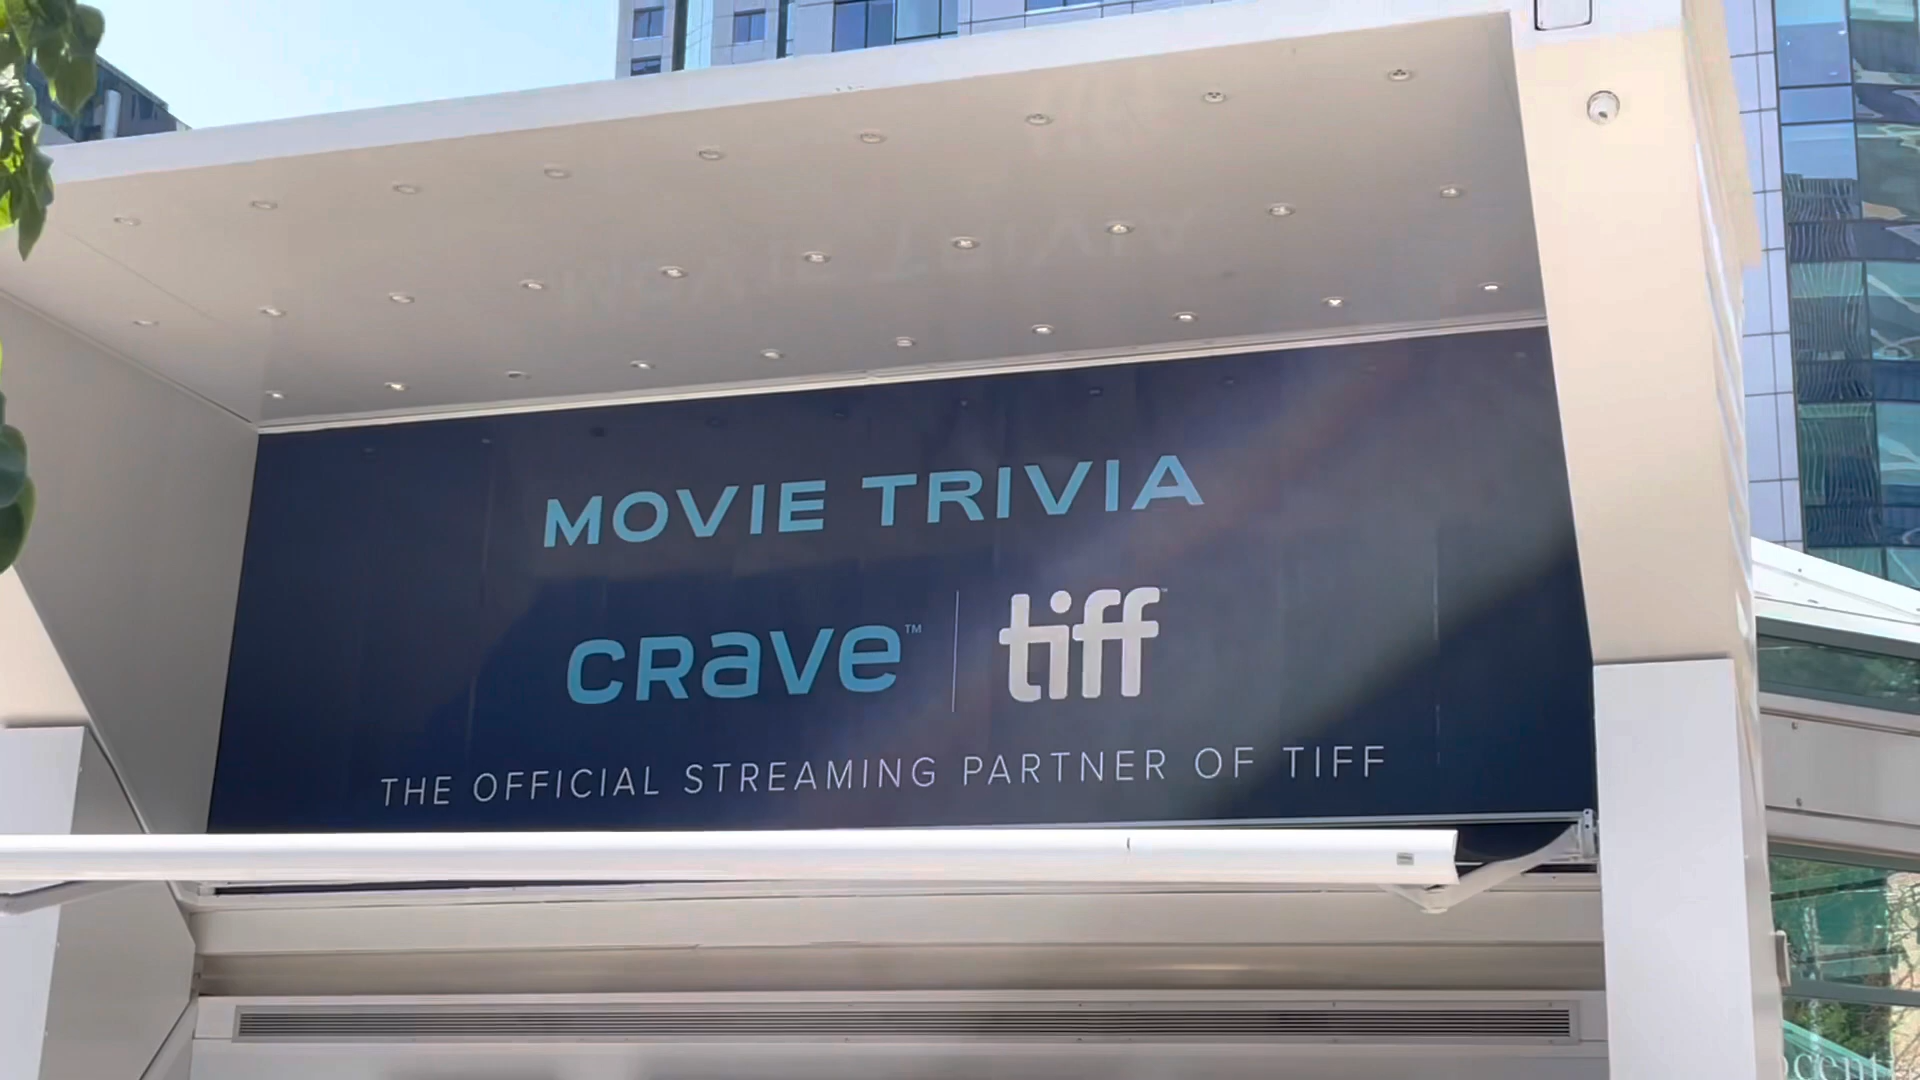 MOVIE TRIVIA
CRaVe™ | tiff
THE OFFICIAL STREAMING PARTNER OF TIFF